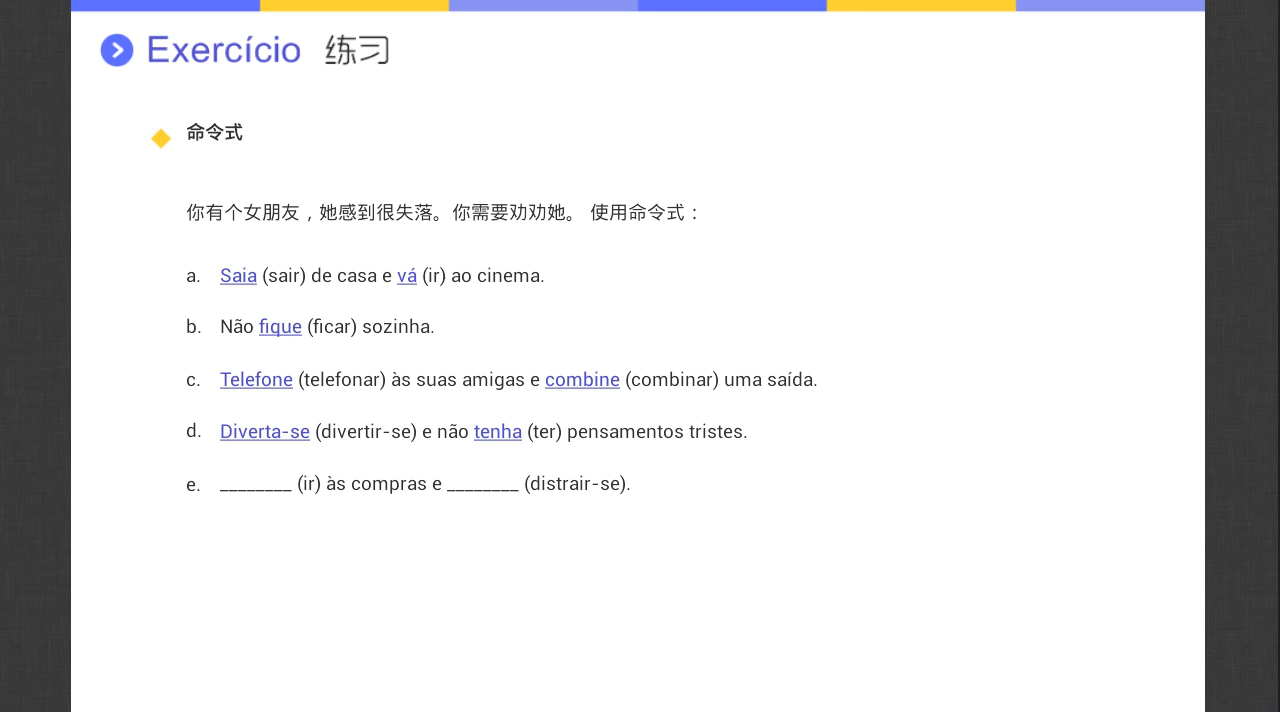 Exercício 练习
命令式
你有个女朋友，她感到很失落。你需要劝劝她。 使用命令式：
a. Saia (sair) de casa e vá (ir) ao cinema.
b. Não fique (ficar) sozinha.
c. Telefone (telefonar) às suas amigas e combine (combinar) uma saída.
d. Diverta-se (divertir-se) e não tenha (ter) pensamentos tristes.
e. ________ (ir) às compras e ________ (distrair-se).